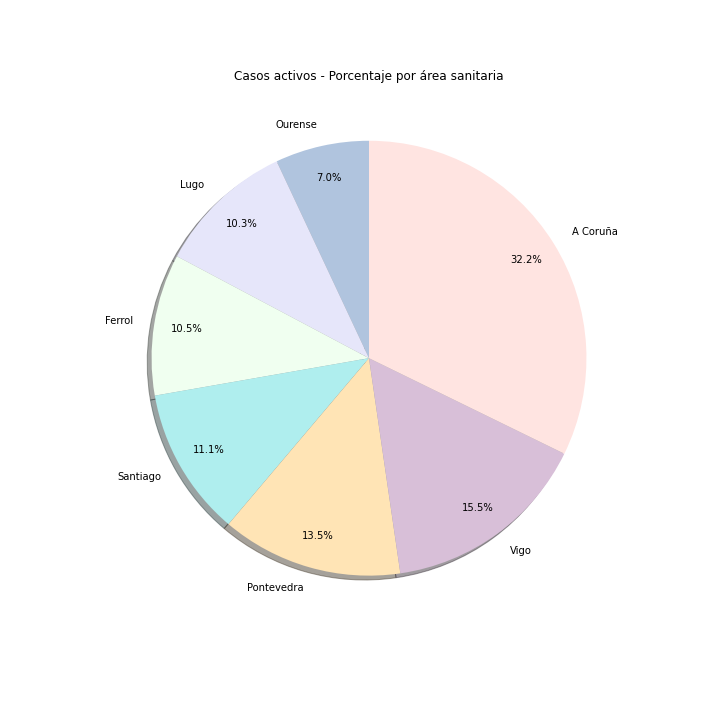 Casos activos - Porcentaje por área sanitaria
Ourense
7.0%
Lugo
10.3%
A Coruña
32.2%
Ferrol
10.5%
Santiago
11.1%
Vigo
15.5%
Pontevedra
13.5%